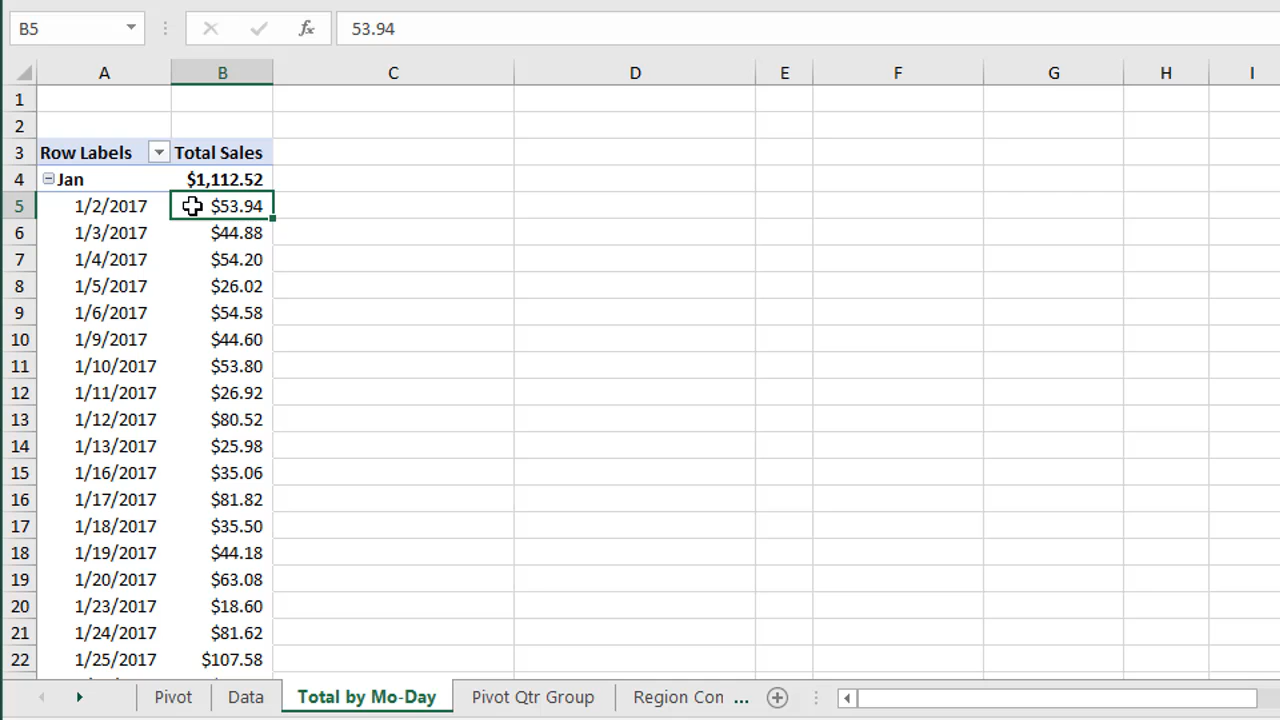 B5 fx 53.94
A B C D E F G H I
1
2
3 Row Labels Total Sales
4 Jan $1,112.52
5 1/2/2017 $53.94
6 1/3/2017 $44.88
7 1/4/2017 $54.20
8 1/5/2017 $26.02
9 1/6/2017 $54.58
10 1/9/2017 $44.60
11 1/10/2017 $53.80
12 1/11/2017 $26.92
13 1/12/2017 $80.52
14 1/13/2017 $25.98
15 1/16/2017 $35.06
16 1/17/2017 $81.82
17 1/18/2017 $35.50
18 1/19/2017 $44.18
19 1/20/2017 $63.08
20 1/23/2017 $18.60
21 1/24/2017 $81.62
22 1/25/2017 $107.58
Pivot Data Total by Mo-Day Pivot Qtr Group Region Con ...